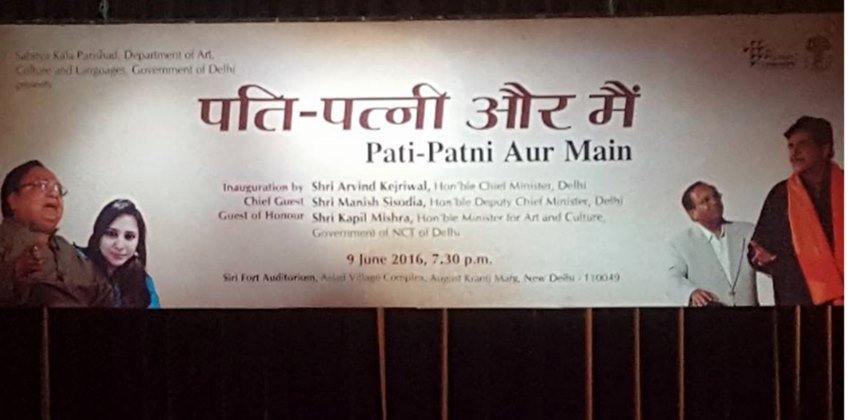 Sahitya Kala Parishad, Department of Art,
Culture and Languages, Government of Delhi
presents
पति-पत्नी और मैं
Pati-Patni Aur Main
Inauguration by Shri Arvind Kejriwal, Hon'ble Chief Minister, Delhi
Chief Guest Shri Manish Sisodia, Hon'ble Deputy Chief Minister, Delhi
Guest of Honour Shri Kapil Mishra, Hon'ble Minister for Art and Culture,
Government of NCT of Delhi
9 June 2016, 7.30 p.m.
Siri Fort Auditorium, Asiad Village Complex, August Kranti Marg, New Delhi - 110049